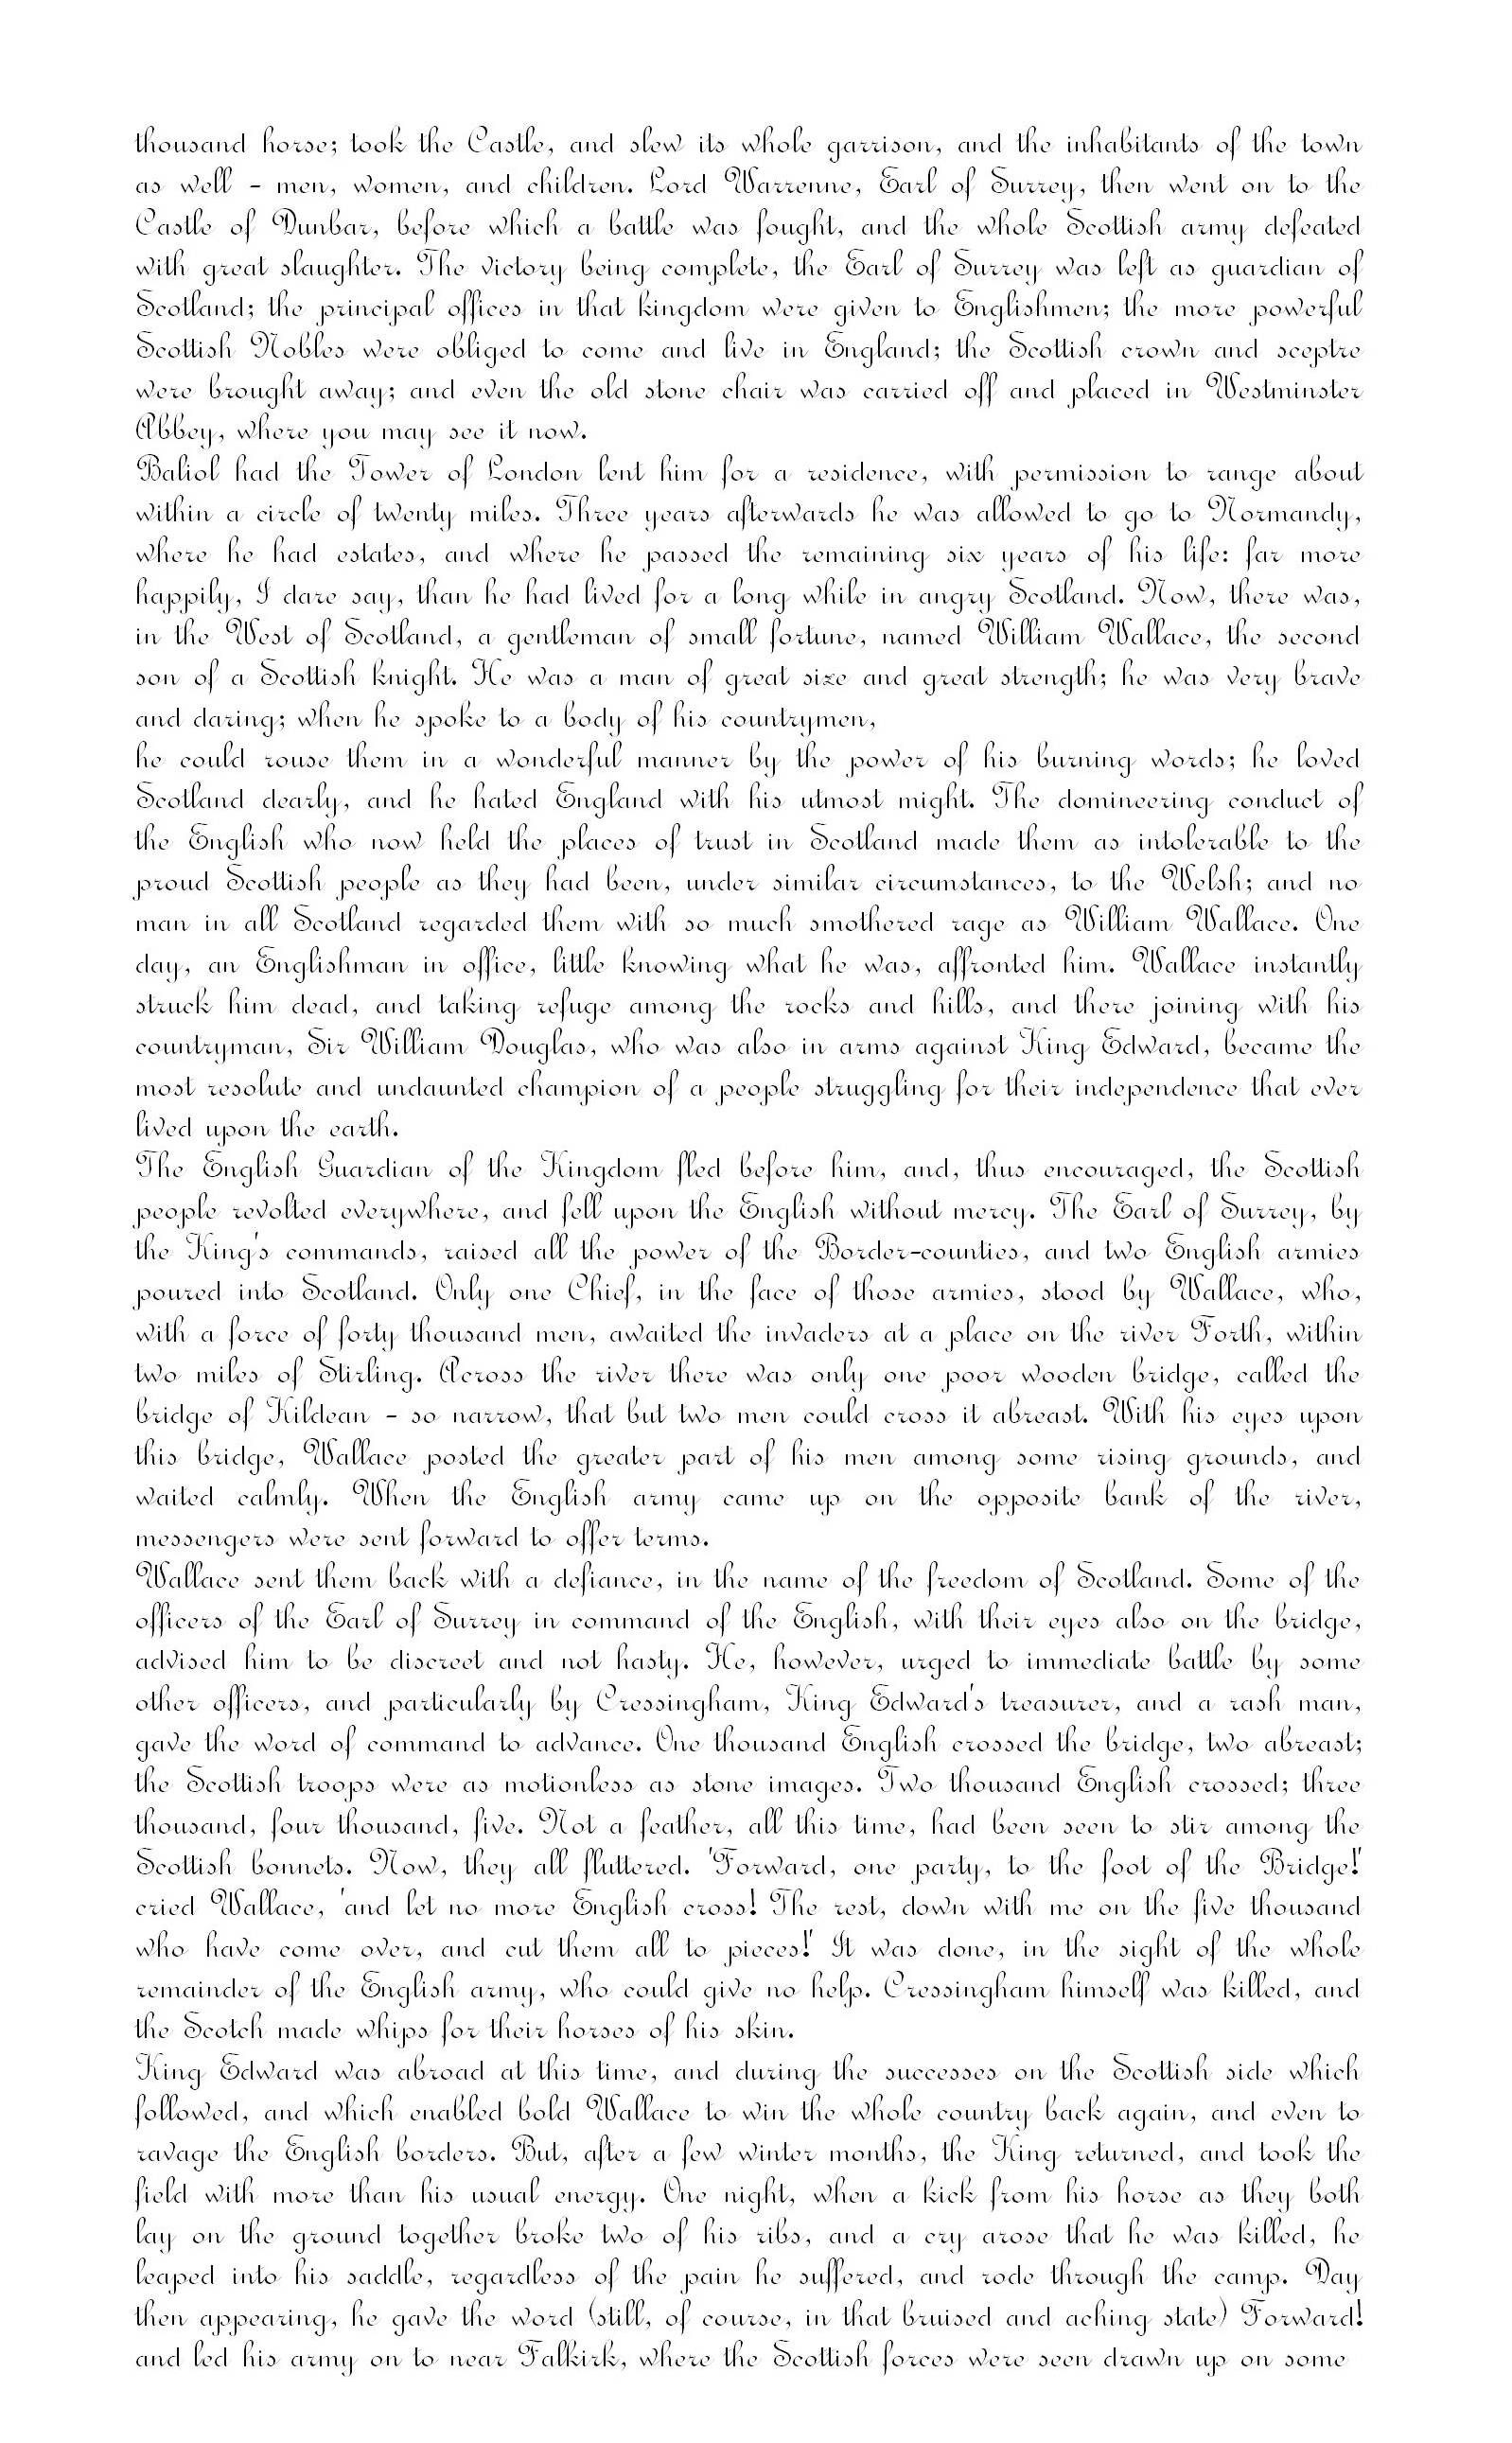 thousand horse; took the Castle, and slew its whole garrison, and the inhabitants of the town
as well - men, women, and children. Lord Warrenne, Earl of Surrey, then went on to the
Castle of Dunbar, before which a battle was fought, and the whole Scottish army defeated
with great slaughter. The victory being complete, the Earl of Surrey was left as guardian of
Scotland; the principal offices in that kingdom were given to Englishmen; the more powerful
Scottish Nobles were obliged to come and live in England; the Scottish crown and sceptre
were brought away; and even the old stone chair was carried off and placed in Westminster
Abbey, where you may see it now.
Baliol had the Tower of London lent him for a residence, with permission to range about
within a circle of twenty miles. Three years afterwards he was allowed to go to Normandy,
where he had estates, and where he passed the remaining six years of his life: far more
happily, I dare say, than he had lived for a long while in angry Scotland. Now, there was,
in the West of Scotland, a gentleman of small fortune, named William Wallace, the second
son of a Scottish knight. He was a man of great size and great strength; he was very brave
and daring; when he spoke to a body of his countrymen,
he could rouse them in a wonderful manner by the power of his burning words; he loved
Scotland dearly, and he hated England with his utmost might. The domineering conduct of
the English who now held the places of trust in Scotland made them as intolerable to the
proud Scottish people as they had been, under similar circumstances, to the Welsh; and no
man in all Scotland regarded them with so much smothered rage as William Wallace. One
day, an Englishman in office, little knowing what he was, affronted him. Wallace instantly
struck him dead, and taking refuge among the rocks and hills, and there joining with his
countryman, Sir William Douglas, who was also in arms against King Edward, became the
most resolute and undaunted champion of a people struggling for their independence that ever
lived upon the earth.
The English Guardian of the Kingdom fled before him, and, thus encouraged, the Scottish
people revolted everywhere, and fell upon the English without mercy. The Earl of Surrey, by
the King's commands, raised all the power of the Border-counties, and two English armies
poured into Scotland. Only one Chief, in the face of those armies, stood by Wallace, who,
with a force of forty thousand men, awaited the invaders at a place on the river Forth, within
two miles of Stirling. Across the river there was only one poor wooden bridge, called the
bridge of Kildean - so narrow, that but two men could cross it abreast. With his eyes upon
this bridge, Wallace posted the greater part of his men among some rising grounds, and
waited calmly. When the English army came up on the opposite bank of the river,
messengers were sent forward to offer terms.
Wallace sent them back with a defiance, in the name of the freedom of Scotland. Some of the
officers of the Earl of Surrey in command of the English, with their eyes also on the bridge,
advised him to be discreet and not hasty. He, however, urged to immediate battle by some
other officers, and particularly by Cressingham, King Edward's treasurer, and a rash man,
gave the word of command to advance. One thousand English crossed the bridge, two abreast;
the Scottish troops were as motionless as stone images. Two thousand English crossed; three
thousand, four thousand, five. Not a feather, all this time, had been seen to stir among the
Scottish bonnets. Now, they all fluttered. 'Forward, one party, to the foot of the Bridge!'
cried Wallace, 'and let no more English cross! The rest, down with me on the five thousand
who have come over, and cut them all to pieces!' It was done, in the sight of the whole
remainder of the English army, who could give no help. Cressingham himself was killed, and
the Scotch made whips for their horses of his skin.
King Edward was abroad at this time, and during the successes on the Scottish side which
followed, and which enabled bold Wallace to win the whole country back again, and even to
ravage the English borders. But, after a few winter months, the King returned, and took the
field with more than his usual energy. One night, when a kick from his horse as they both
lay on the ground together broke two of his ribs, and a cry arose that he was killed, he
leaped into his saddle, regardless of the pain he suffered, and rode through the camp. Day
then appearing, he gave the word (still, of course, in that bruised and aching state) Forward!
and led his army on to near Falkirk, where the Scottish forces were seen drawn up on some